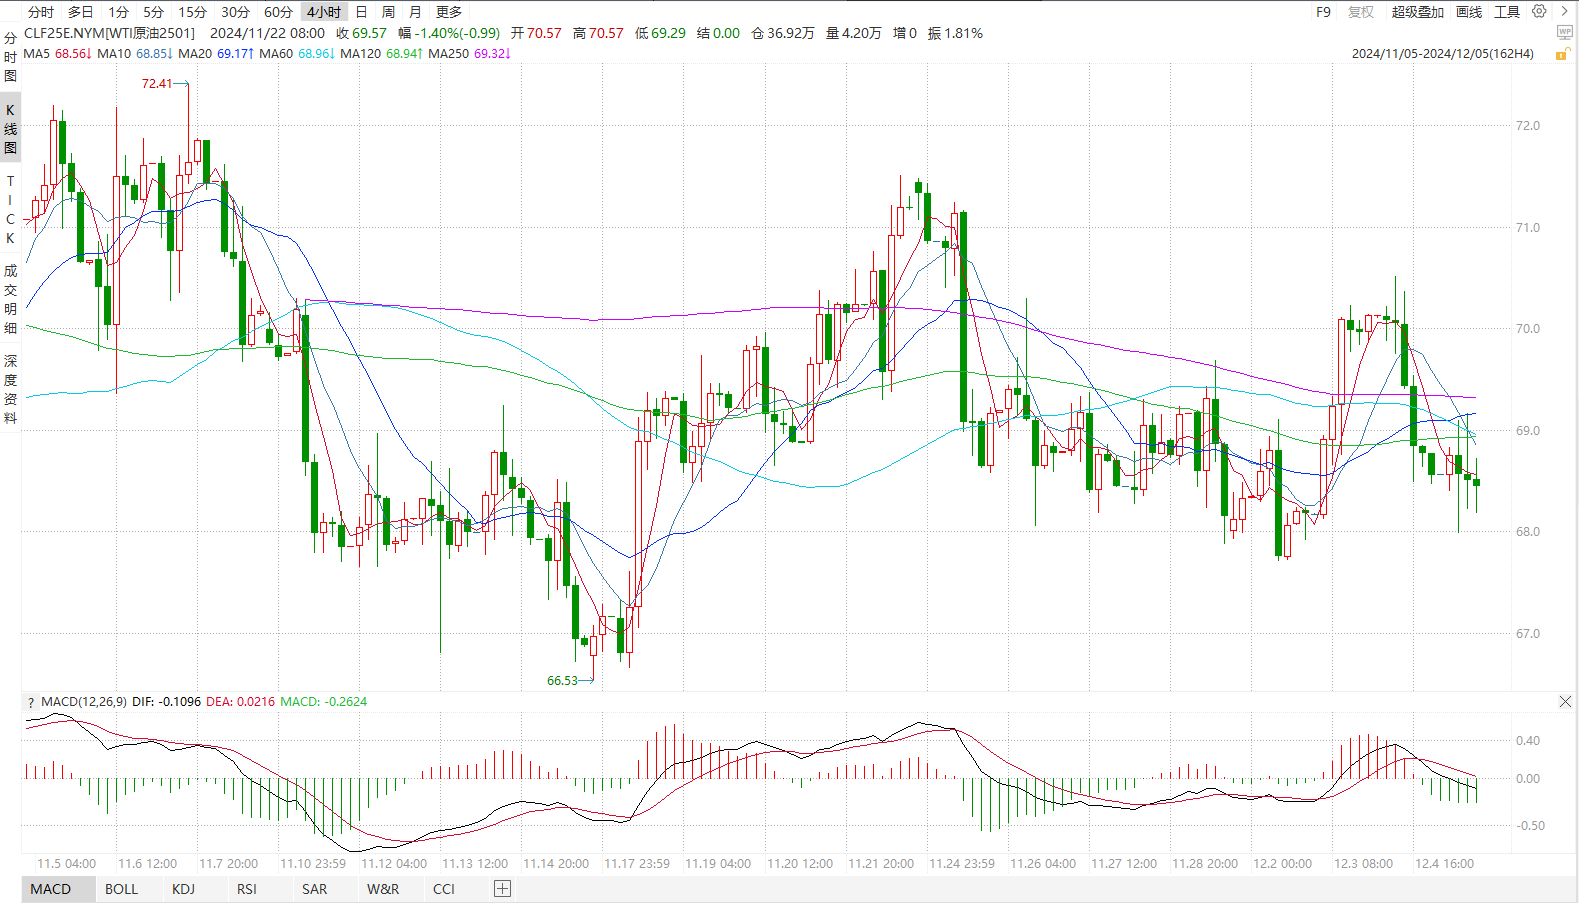 分时 多日 1分 5分 15分 30分 60分 4小时 日 周 月 更多 F9 复权 超级叠加 画线 工具
CLF25E.NYM[WTI原油2501] 2024/11/22 08:00 收69.57 幅-1.40%(-0.99) 开70.57 高70.57 低69.29 结0.00 仓36.92万 量4.20万 增0 振1.81%
WP
MA5 68.56↓ MA10 68.85↓ MA20 69.17↑ MA60 68.96↓ MA120 68.94↑ MA250 69.32↓ 2024/11/05-2024/12/05(162H4)
分时图
K线图
TICK
成交明细
深度资料
72.41
72.0
71.0
70.0
69.0
68.0
67.0
66.53
? MACD(12,26,9) DIF: -0.1096 DEA: 0.0216 MACD: -0.2624
0.40
0.00
-0.50
11.5 04:00 11.6 12:00 11.7 20:00 11.10 23:59 11.12 04:00 11.13 12:00 11.14 20:00 11.17 23:59 11.19 04:00 11.20 12:00 11.21 20:00 11.24 23:59 11.26 04:00 11.27 12:00 11.28 20:00 12.2 00:00 12.3 08:00 12.4 16:00
MACD BOLL KDJ RSI SAR W&R CCI